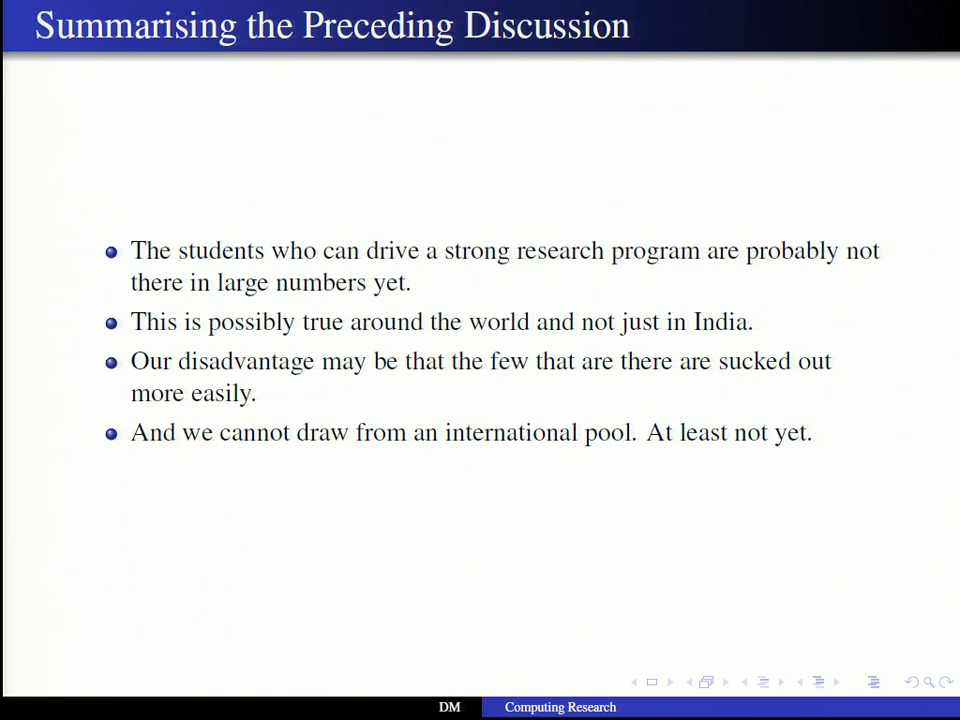 Summarising the Preceding Discussion
The students who can drive a strong research program are probably not
there in large numbers yet.
This is possibly true around the world and not just in India.
Our disadvantage may be that the few that are there are sucked out
more easily.
And we cannot draw from an international pool. At least not yet.
DM
Computing Research